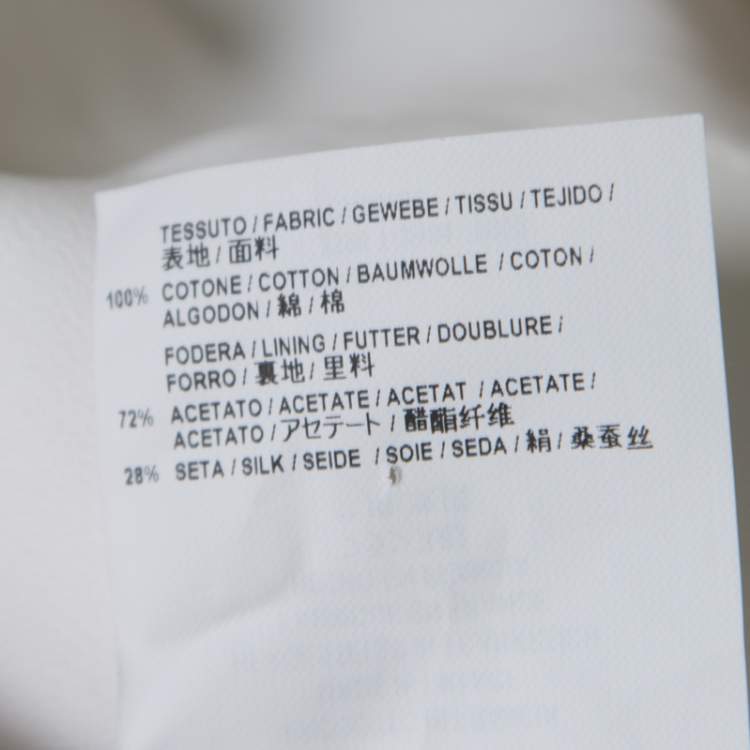 TESSUTO / FABRIC / GEWEBE / TISSU / TEJIDO /
表地 / 面料
100% COTONE / COTTON / BAUMWOLLE / COTON /
ALGODON / 綿 / 棉
FODERA / LINING / FUTTER / DOUBLURE /
FORRO / 裏地 / 里料
72% ACETATO / ACETATE / ACETAT / ACETATE /
ACETATO / アセテート / 醋酯纤维
28% SETA / SILK / SEIDE / SOIE / SEDA / 絹 / 桑蚕丝